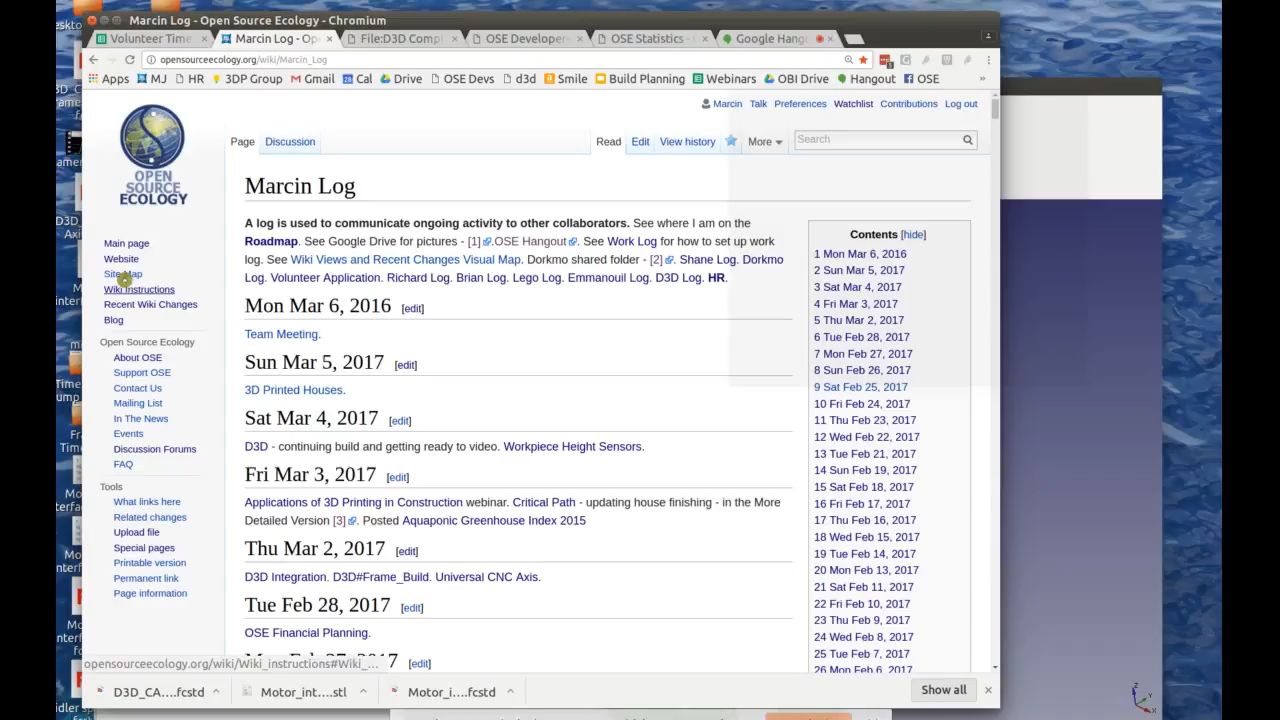 Marcin Log - Open Source Ecology - Chromium
Volunteer Time
Marcin Log - Ope
File:D3D Compl
OSE Developer
OSE Statistics -
Google Hang
opensourceecology.org/wiki/Marcin_Log
Apps MJ HR 3DP Group Gmail Cal Drive OSE Devs d3d Smile Build Planning Webinars OBI Drive Hangout OSE »
Marcin Talk Preferences Watchlist Contributions Log out
Page Discussion Read Edit View history More Search
OPEN
SOURCE
ECOLOGY
Main page
Website
Site Map
Wiki Instructions
Recent Wiki Changes
Blog
Open Source Ecology
About OSE
Support OSE
Contact Us
Mailing List
In The News
Events
Discussion Forums
FAQ
Tools
What links here
Related changes
Upload file
Special pages
Printable version
Permanent link
Page information
Marcin Log
A log is used to communicate ongoing activity to other collaborators. See where I am on the
Roadmap. See Google Drive for pictures - [1].OSE Hangout. See Work Log for how to set up work
log. See Wiki Views and Recent Changes Visual Map. Dorkmo shared folder - [2]. Shane Log. Dorkmo
Log. Volunteer Application. Richard Log. Brian Log. Lego Log. Emmanouil Log. D3D Log. HR.
Mon Mar 6, 2016 [edit]
Team Meeting.
Sun Mar 5, 2017 [edit]
3D Printed Houses.
Sat Mar 4, 2017 [edit]
D3D - continuing build and getting ready to video. Workpiece Height Sensors.
Fri Mar 3, 2017 [edit]
Applications of 3D Printing in Construction webinar. Critical Path - updating house finishing - in the More
Detailed Version [3]. Posted Aquaponic Greenhouse Index 2015
Thu Mar 2, 2017 [edit]
D3D Integration. D3D#Frame_Build. Universal CNC Axis.
Tue Feb 28, 2017 [edit]
OSE Financial Planning.
Mon Feb 27, 2017 [edit]
Contents [hide]
1 Mon Mar 6, 2016
2 Sun Mar 5, 2017
3 Sat Mar 4, 2017
4 Fri Mar 3, 2017
5 Thu Mar 2, 2017
6 Tue Feb 28, 2017
7 Mon Feb 27, 2017
8 Sun Feb 26, 2017
9 Sat Feb 25, 2017
10 Fri Feb 24, 2017
11 Thu Feb 23, 2017
12 Wed Feb 22, 2017
13 Tue Feb 21, 2017
14 Sun Feb 19, 2017
15 Sat Feb 18, 2017
16 Fri Feb 17, 2017
17 Thu Feb 16, 2017
18 Wed Feb 15, 2017
19 Tue Feb 14, 2017
20 Mon Feb 13, 2017
21 Sat Feb 11, 2017
22 Fri Feb 10, 2017
23 Thu Feb 9, 2017
24 Wed Feb 8, 2017
25 Tue Feb 7, 2017
26 Mon Feb 6, 2017
opensourceecology.org/wiki/Wiki_instructions#Wiki_...
D3D_CA....fcstd
Motor_int....stl
Motor_i....fcstd
Show all
Z
Y
X